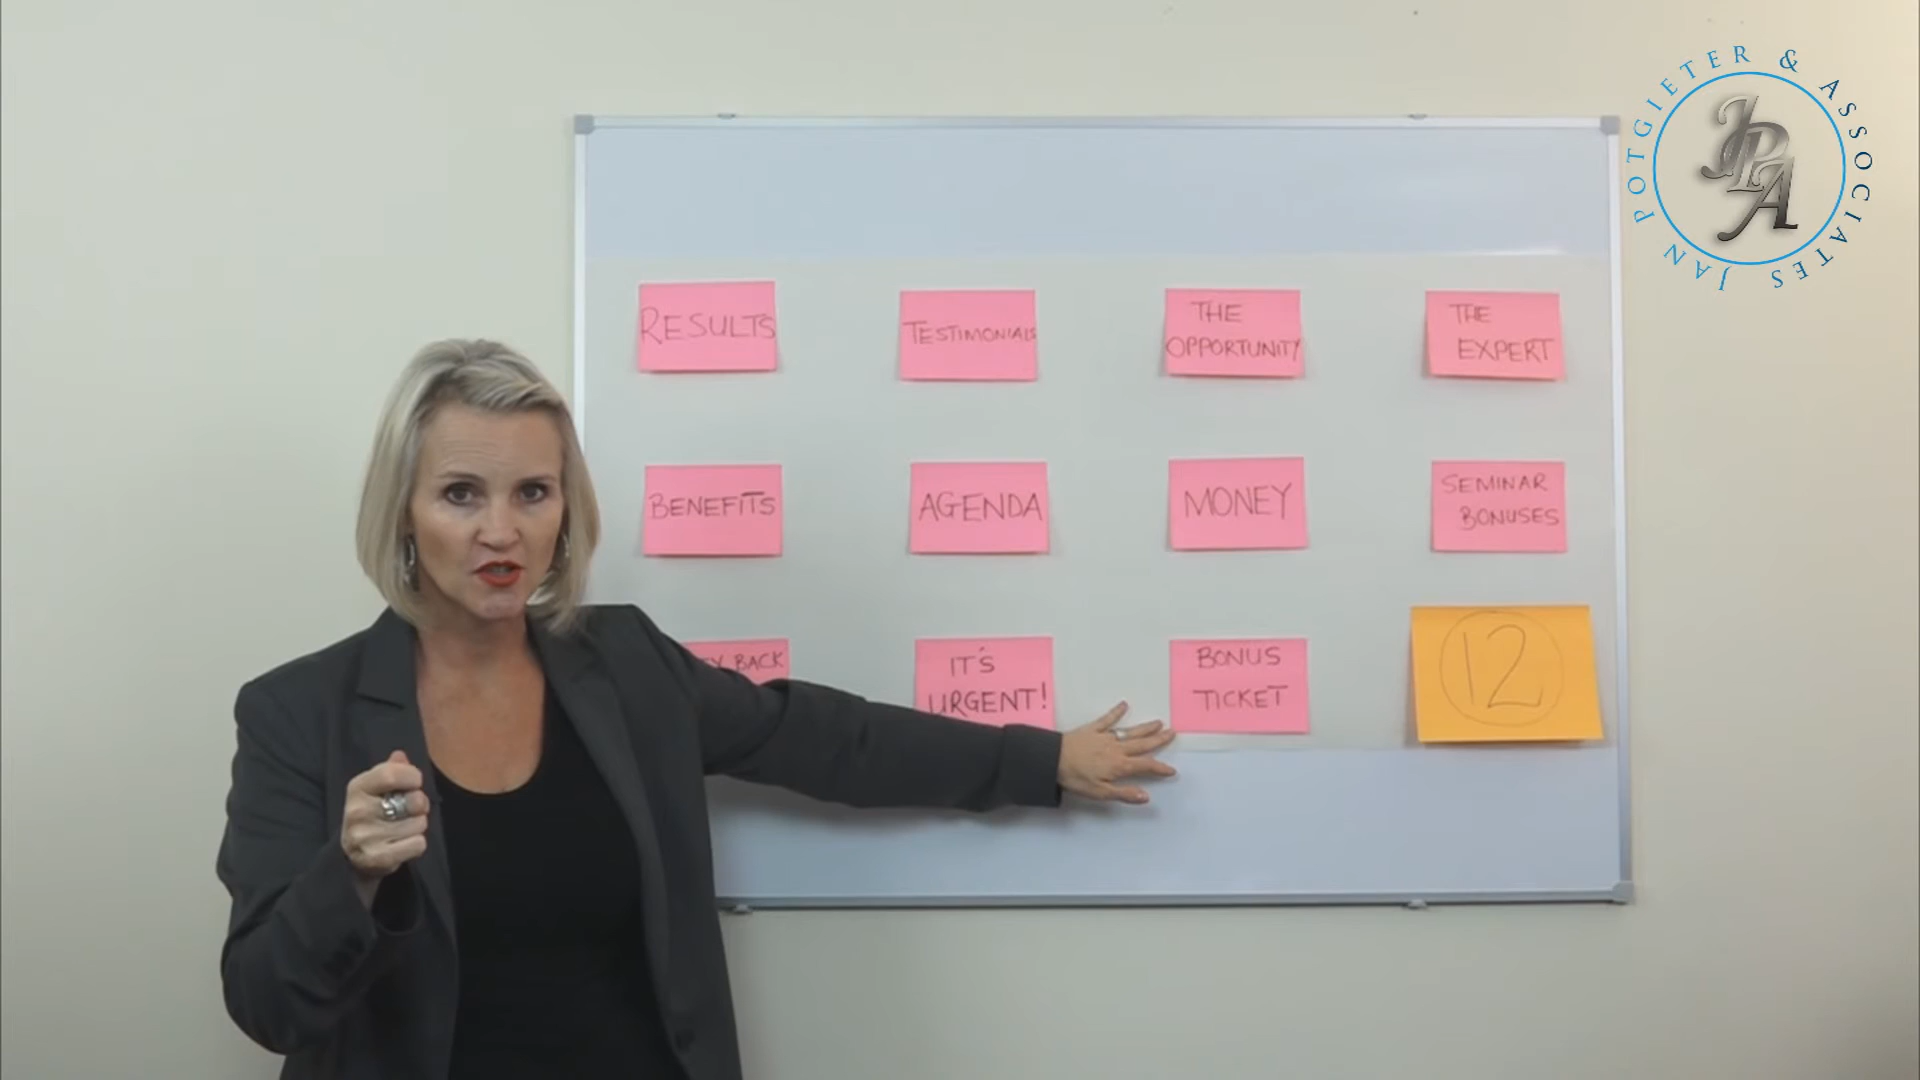 JAN POTGIETER & ASSOCIATES
JPA
RESULTS
TESTIMONIALS
THE
OPPORTUNITY
THE
EXPERT
BENEFITS
AGENDA
MONEY
SEMINAR
BONUSES
BACK
IT'S
URGENT!
BONUS
TICKET
12